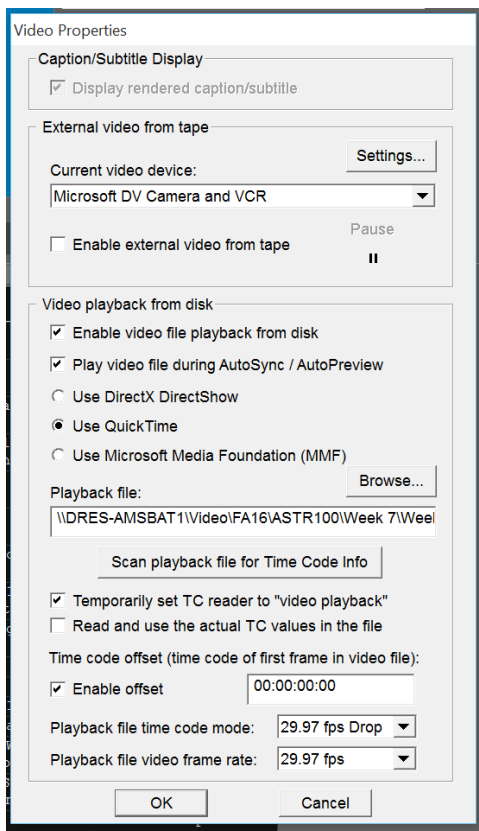 Video Properties
Caption/Subtitle Display
Display rendered caption/subtitle
External video from tape
Settings...
Current video device:
Microsoft DV Camera and VCR
Enable external video from tape
Pause
Video playback from disk
Enable video file playback from disk
Play video file during AutoSync / AutoPreview
Use DirectX DirectShow
Use QuickTime
Use Microsoft Media Foundation (MMF)
Browse...
Playback file:
\\DRES-AMSBAT1\Video\FA16\ASTR100\Week 7\Weel
Scan playback file for Time Code Info
Temporarily set TC reader to "video playback"
Read and use the actual TC values in the file
Time code offset (time code of first frame in video file):
Enable offset
00:00:00:00
Playback file time code mode:
29.97 fps Drop
Playback file video frame rate:
29.97 fps
OK
Cancel